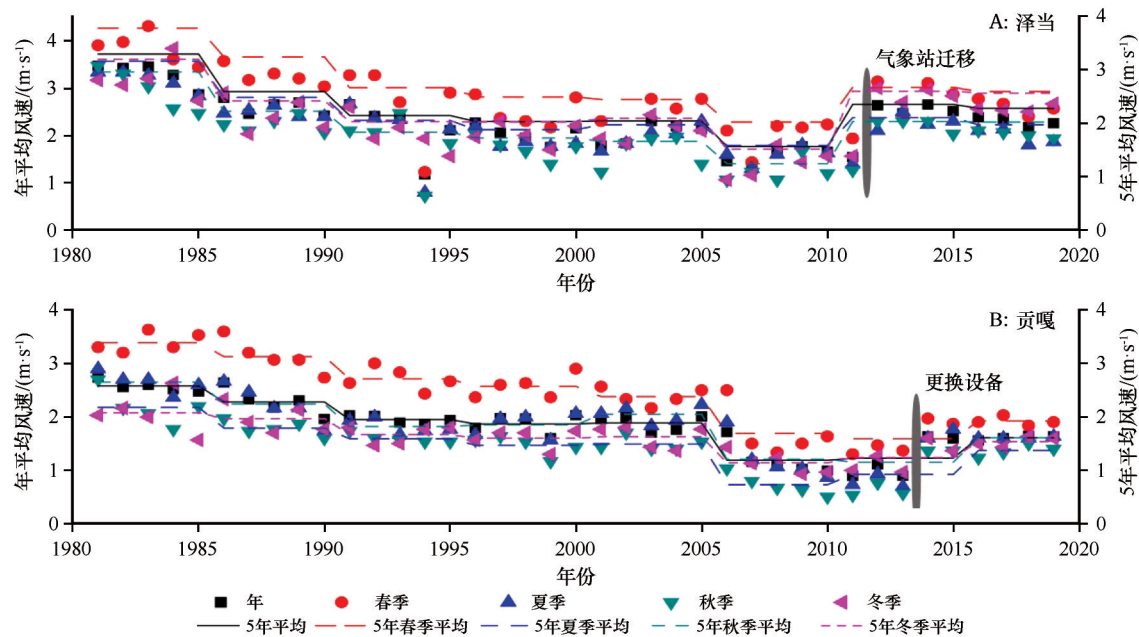 A: 泽当
气象站迁移
年平均风速/(m·s⁻¹)
5年平均风速/(m·s⁻¹)
4
3
2
1
0
4
3
2
1
0
1980 1985 1990 1995 2000 2005 2010 2015 2020
年份
B: 贡嘎
更换设备
年平均风速/(m·s⁻¹)
5年平均风速/(m·s⁻¹)
4
3
2
1
0
4
3
2
1
0
1980 1985 1990 1995 2000 2005 2010 2015 2020
年份
年 春季 夏季 秋季 冬季
5年平均 5年春季平均 5年夏季平均 5年秋季平均 5年冬季平均